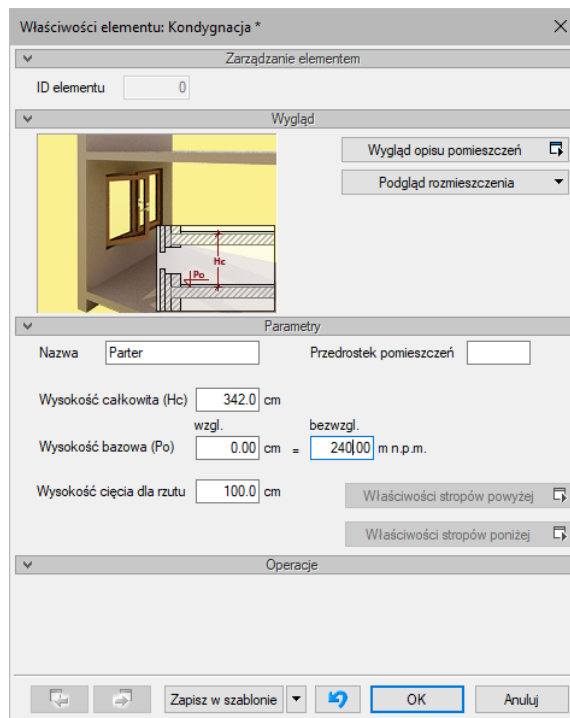 Właściwości elementu: Kondygnacja *
Zarządzanie elementem
ID elementu 0
Wygląd
Wygląd opisu pomieszczeń
Podgląd rozmieszczenia
Hc
Po
Parametry
Nazwa Parter Przedrostek pomieszczeń
Wysokość całkowita (Hc) 342.0 cm
wzgl. bezwzgl.
Wysokość bazowa (Po) 0.00 cm = 240.00 m n.p.m.
Wysokość cięcia dla rzutu 100.0 cm
Właściwości stropów powyżej
Właściwości stropów poniżej
Operacje
Zapisz w szablonie OK Anuluj